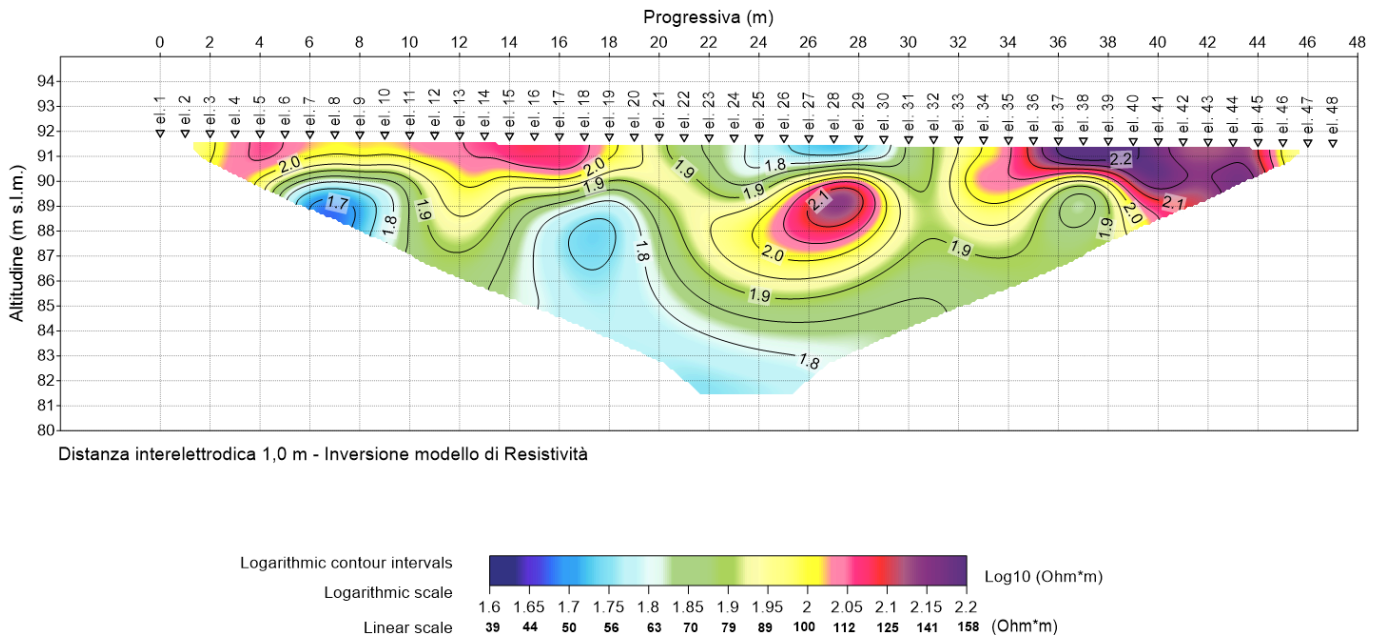 Progressiva (m)
0 2 4 6 8 10 12 14 16 18 20 22 24 26 28 30 32 34 36 38 40 42 44 46 48
Altitudine (m s.l.m.)
94
93
92
91
90
89
88
87
86
85
84
83
82
81
80
el. 1 el. 2 el. 3 el. 4 el. 5 el. 6 el. 7 el. 8 el. 9 el. 10 el. 11 el. 12 el. 13 el. 14 el. 15 el. 16 el. 17 el. 18 el. 19 el. 20 el. 21 el. 22 el. 23 el. 24 el. 25 el. 26 el. 27 el. 28 el. 29 el. 30 el. 31 el. 32 el. 33 el. 34 el. 35 el. 36 el. 37 el. 38 el. 39 el. 40 el. 41 el. 42 el. 43 el. 44 el. 45 el. 46 el. 47 el. 48
2.0 2.0 1.9 1.8 2.2
1.9 1.9
1.7 1.9 2.1 2.1
1.8 2.0 1.9
1.8 2.0 1.9
1.9
1.8
Distanza interelettrodica 1,0 m - Inversione modello di Resistività
Logarithmic contour intervals
Log10 (Ohm*m)
Logarithmic scale
1.6 1.65 1.7 1.75 1.8 1.85 1.9 1.95 2 2.05 2.1 2.15 2.2
Linear scale
39 44 50 56 63 70 79 89 100 112 125 141 158 (Ohm*m)